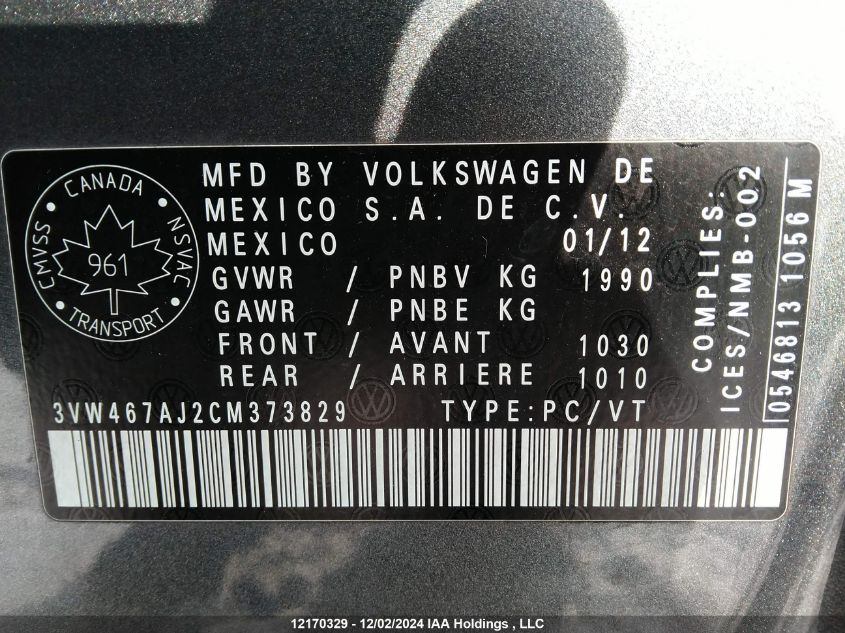 CANADA
CMVSS
NSVAC
961
TRANSPORT
MFD BY VOLKSWAGEN DE
MEXICO S.A. DE C.V.
MEXICO 01/12
GVWR / PNBV KG 1990
GAWR / PNBE KG
FRONT / AVANT 1030
REAR / ARRIERE 1010
3VW467AJ2CM373829 TYPE:PC/VT
COMPLIES:
ICES/NMB-002
0546813 1056 M
12170329 - 12/02/2024 IAA Holdings , LLC